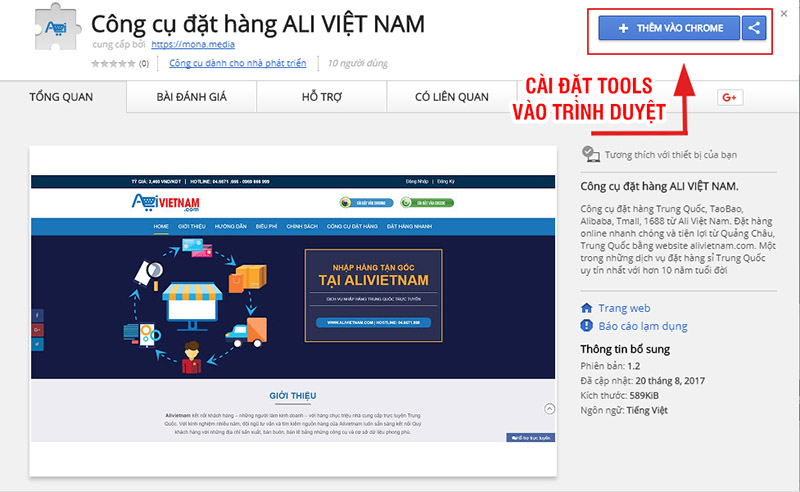 Công cụ đặt hàng ALI VIỆT NAM
cung cấp bởi https://mona.media
(0) Công cụ dành cho nhà phát triển 10 người dùng
THÊM VÀO CHROME
TỔNG QUAN BÀI ĐÁNH GIÁ HỖ TRỢ CÓ LIÊN QUAN
G+
CÀI ĐẶT TOOLS
VÀO TRÌNH DUYỆT
TỶ GIÁ: 3,460 VND/NDT | HOTLINE: 04.6671 .666 - 0969 666 999
Đăng Nhập | Đăng Ký
AliVIETNAM
.com
CÀI ĐẶT VÀO CHROME
HOME GIỚI THIỆU HƯỚNG DẪN BIỂU PHÍ CHÍNH SÁCH CÔNG CỤ ĐẶT HÀNG ĐẶT HÀNG NHANH
NHẬP HÀNG TẬN GỐC
TẠI ALIVIETNAM
DỊCH VỤ NHẬP HÀNG TRUNG QUỐC TRỰC TUYẾN
WWW.ALIVIETNAM.COM | HOTLINE: 04.6671.666
GIỚI THIỆU
Alivietnam kết nối khách hàng – những người làm kinh doanh – với hàng chục triệu nhà cung cấp trực tuyến Trung
Quốc. Với kinh nghiệm nhiều năm, đội ngũ tư vấn và tìm kiếm nguồn hàng của Alivietnam luôn sẵn sàng kết nối Quý
khách hàng với những địa chỉ sản xuất, bán buôn, bán lẻ bằng những công cụ và cơ sở dữ liệu phong phú.
Hỗ trợ trực tuyến
Tương thích với thiết bị của bạn
Công cụ đặt hàng ALI VIỆT NAM.
Công cụ đặt hàng Trung Quốc, TaoBao,
Alibaba, Tmall, 1688 từ Ali Việt Nam. Đặt hàng
online nhanh chóng và tiện lợi từ Quảng Châu,
Trung Quốc bằng website alivietnam.com. Một
trong những dịch vụ đặt hàng sỉ Trung Quốc
uy tín nhất với hơn 10 năm tuổi đời
Trang web
Báo cáo lạm dụng
Thông tin bổ sung
Phiên bản: 1.2
Đã cập nhật: 20 tháng 8, 2017
Kích thước: 589KiB
Ngôn ngữ: Tiếng Việt